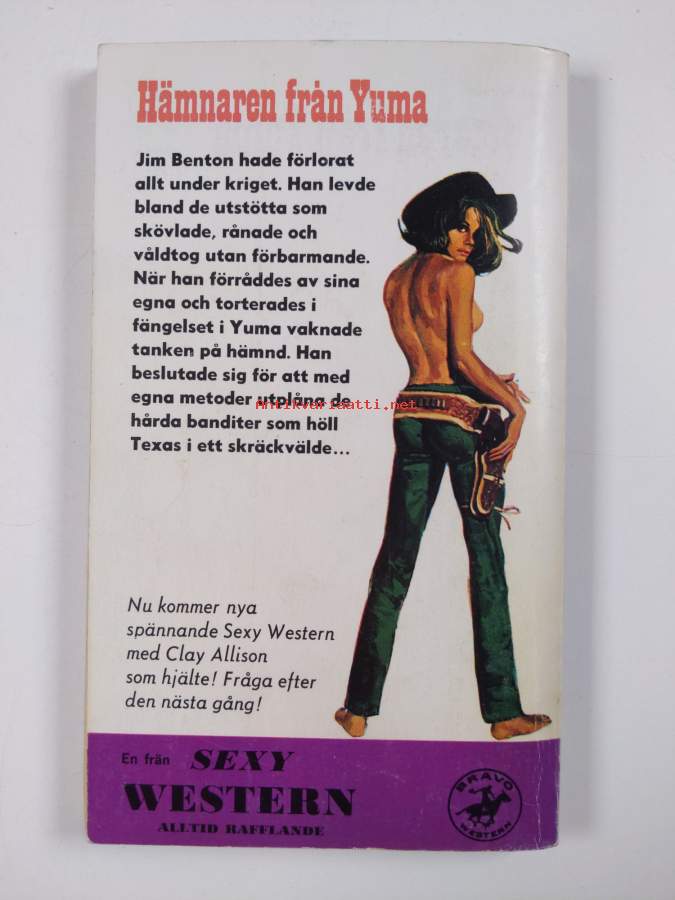 Hämnaren från Yuma
Jim Benton hade förlorat
allt under kriget. Han levde
bland de utstötta som
skövlade, rånade och
våldtog utan förbarmande.
När han förråddes av sina
egna och torterades i
fängelset i Yuma vaknade
tanken på hämnd. Han
beslutade sig för att med
egna metoder utplåna de
Antikvariaatti.net
hårda banditer som höll
Texas i ett skräckvälde...
Nu kommer nya
spännande Sexy Western
med Clay Allison
som hjälte! Fråga efter
den nästa gång!
En från SEXY
WESTERN
ALLTID RAFFLANDE
BRAVO
WESTERN